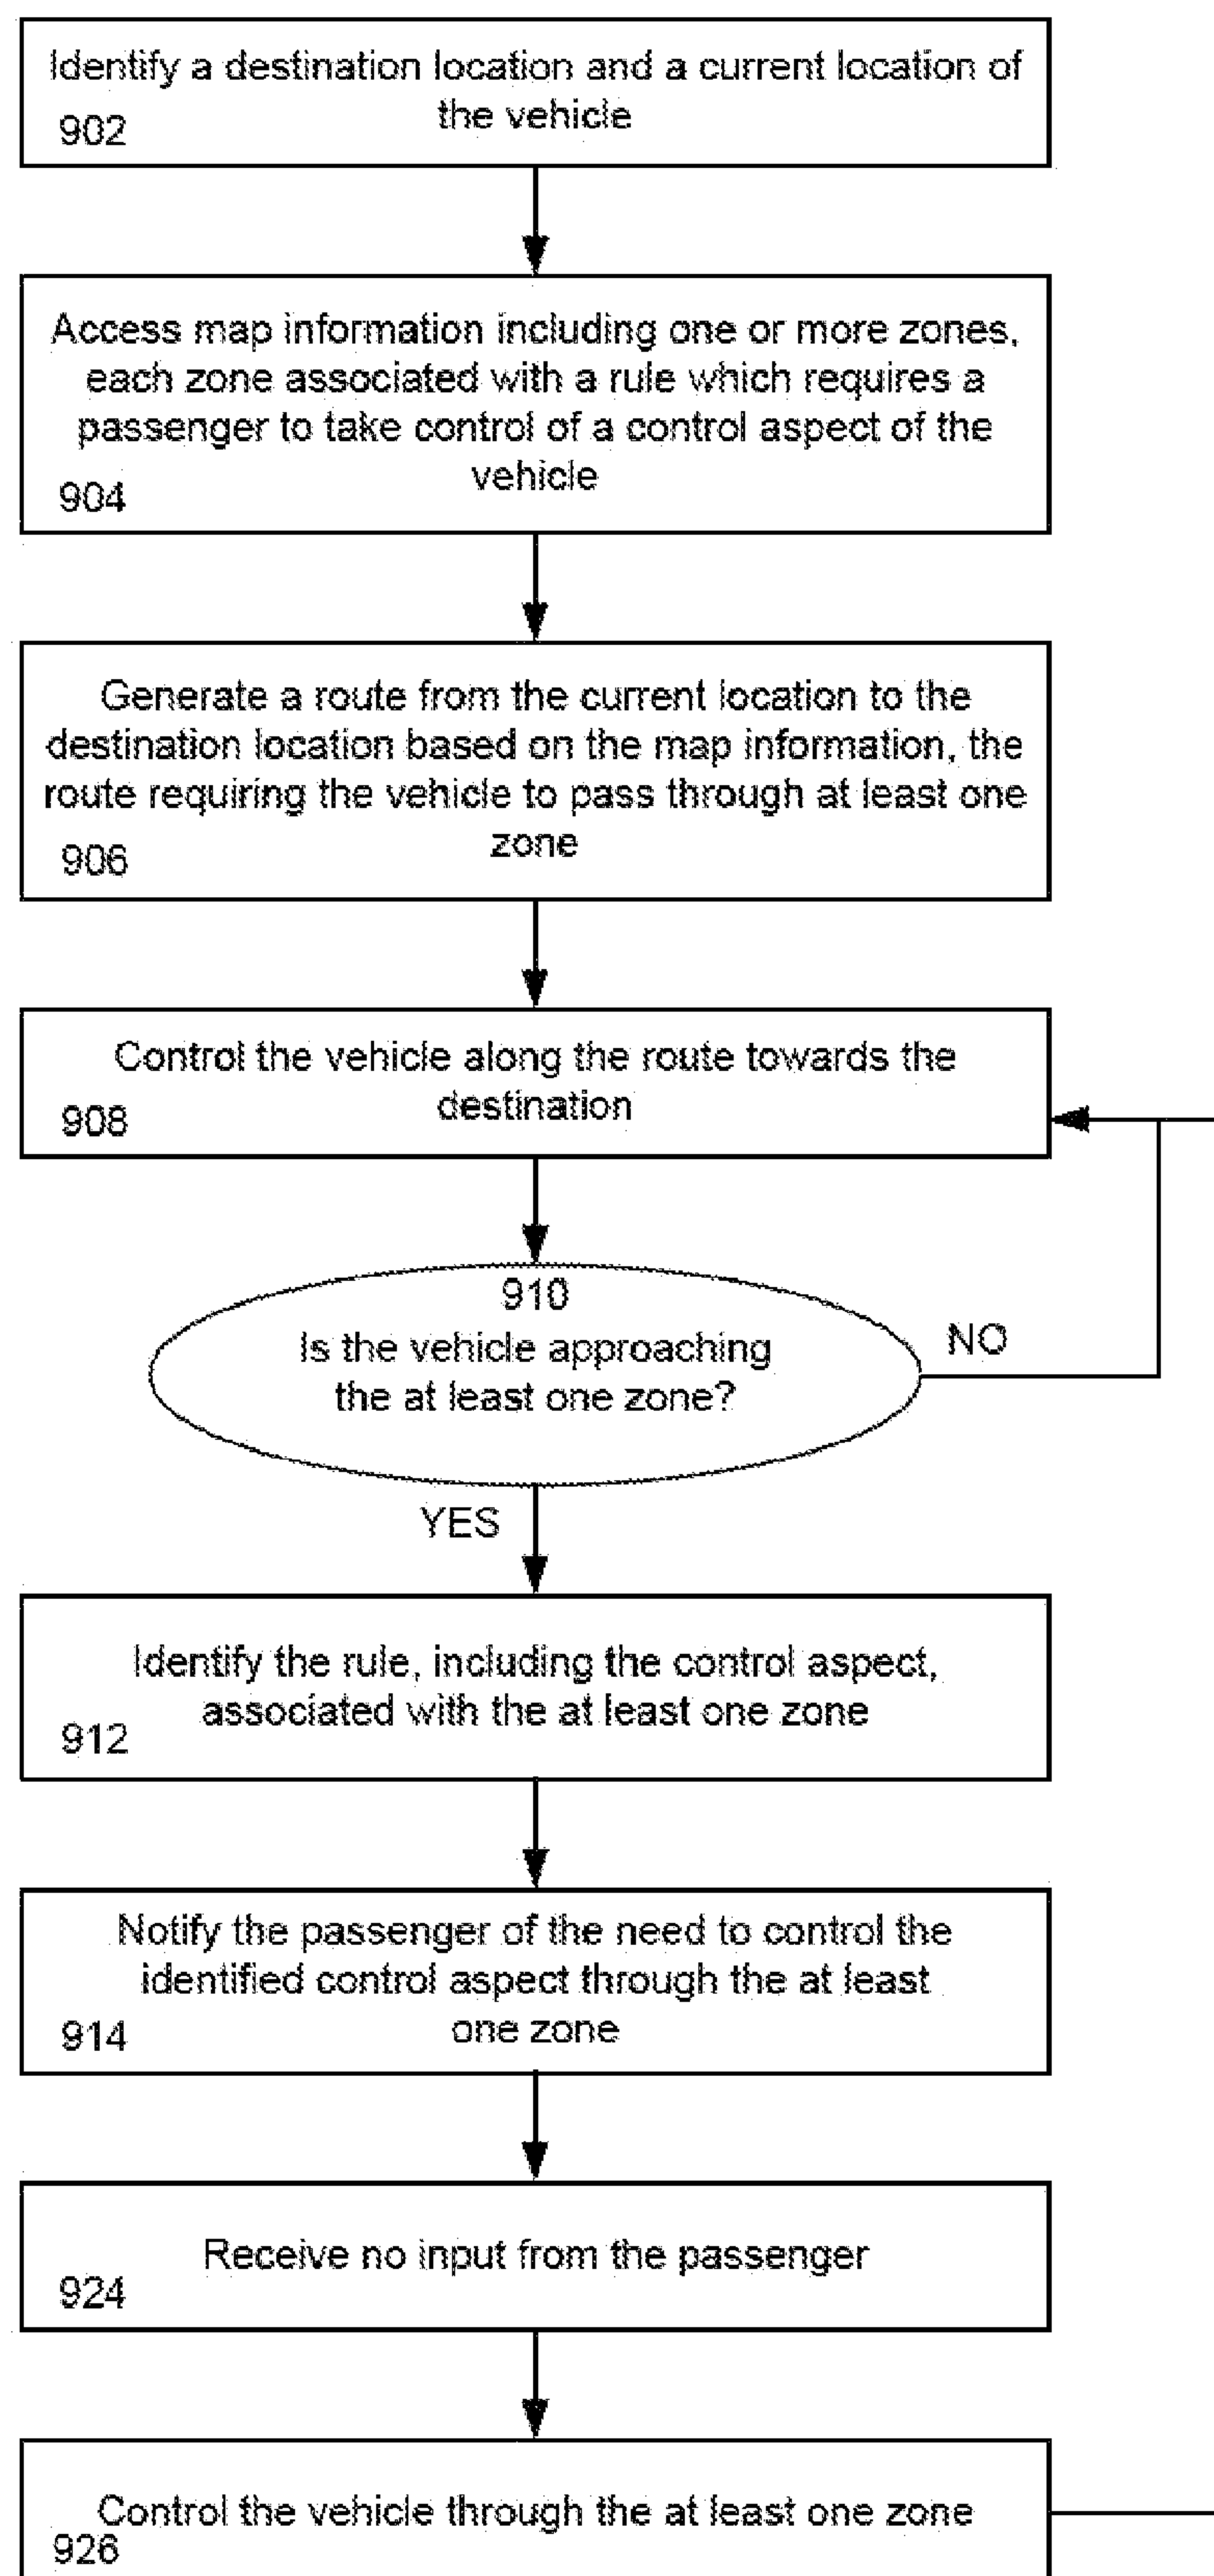 Identify a destination location and a current location of
the vehicle
902
Access map information including one or more zones,
each zone associated with a rule which requires a
passenger to take control of a control aspect of the
vehicle
904
Generate a route from the current location to the
destination location based on the map information, the
route requiring the vehicle to pass through at least one
zone
906
Control the vehicle along the route towards the
destination
908
910
Is the vehicle approaching
the at least one zone?
NO
YES
Identify the rule, including the control aspect,
associated with the at least one zone
912
Notify the passenger of the need to control the
identified control aspect through the at least
one zone
914
Receive no input from the passenger
924
Control the vehicle through the at least one zone
926